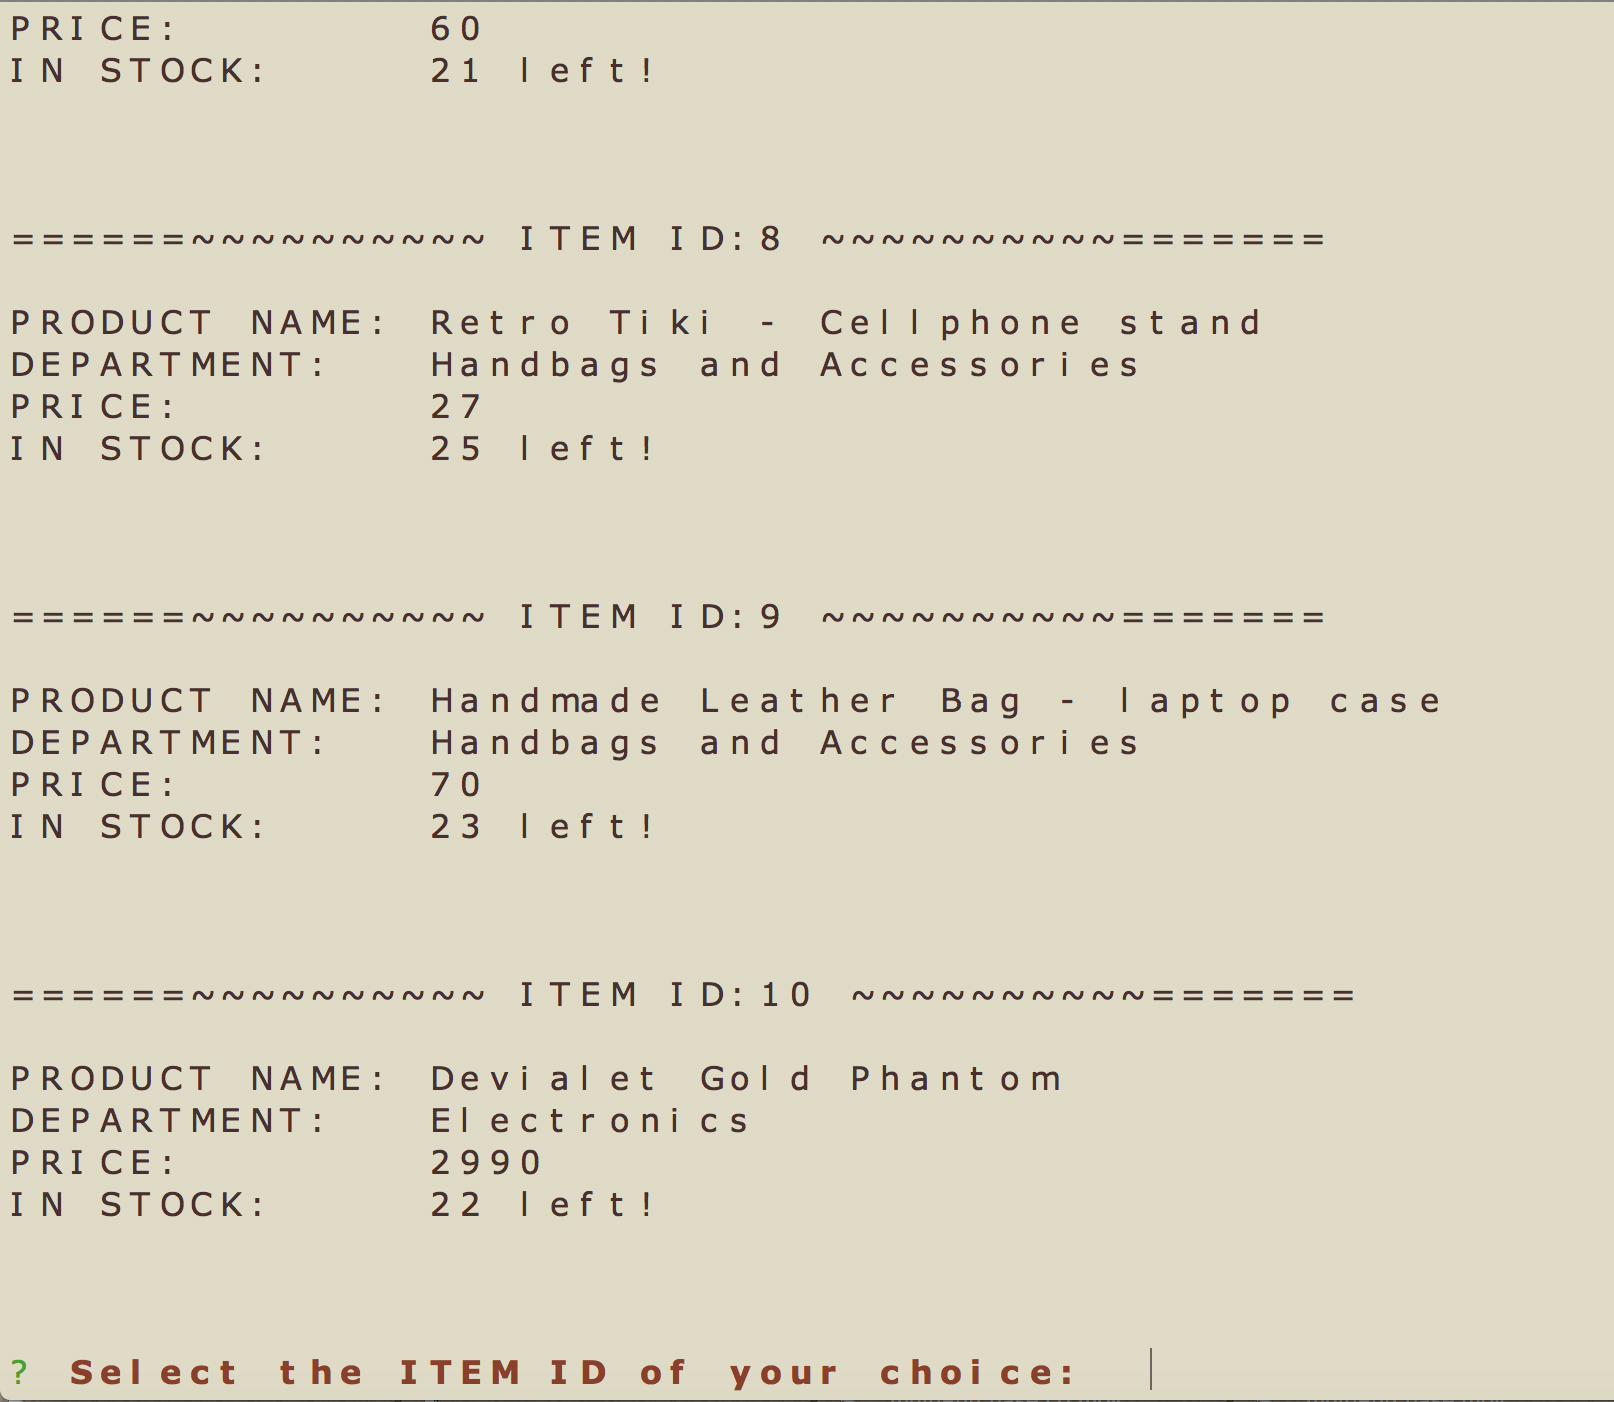 PRICE: 60
IN STOCK: 21 left!
======~~~~~~~~~~ ITEM ID:8 ~~~~~~~~~~=======
PRODUCT NAME: Retro Tiki - Cellphone stand
DEPARTMENT: Handbags and Accessories
PRICE: 27
IN STOCK: 25 left!
======~~~~~~~~~~ ITEM ID:9 ~~~~~~~~~~=======
PRODUCT NAME: Handmade Leather Bag - laptop case
DEPARTMENT: Handbags and Accessories
PRICE: 70
IN STOCK: 23 left!
======~~~~~~~~~~ ITEM ID:10 ~~~~~~~~~~=======
PRODUCT NAME: Devialet Gold Phantom
DEPARTMENT: Electronics
PRICE: 2990
IN STOCK: 22 left!
? Select the ITEM ID of your choice: